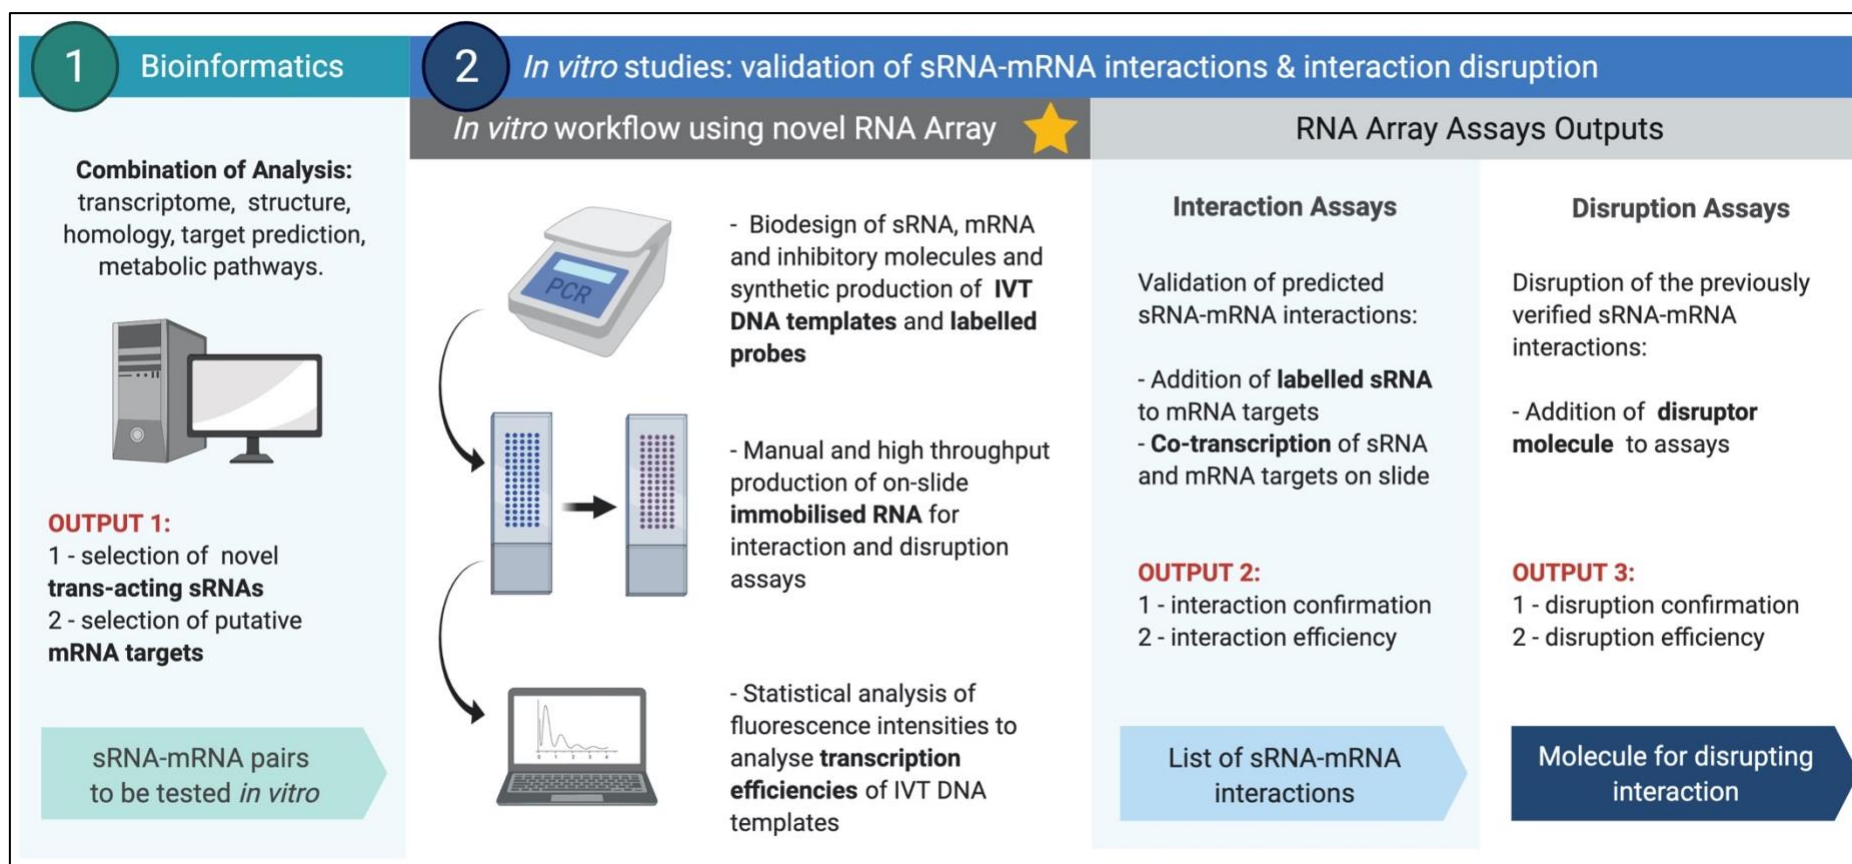 1 Bioinformatics
Combination of Analysis:
transcriptome, structure,
homology, target prediction,
metabolic pathways.
OUTPUT 1:
1 - selection of novel
trans-acting sRNAs
2 - selection of putative
mRNA targets
sRNA-mRNA pairs
to be tested in vitro
2 In vitro studies: validation of sRNA-mRNA interactions & interaction disruption
In vitro workflow using novel RNA Array
PCR
- Biodesign of sRNA, mRNA
and inhibitory molecules and
synthetic production of IVT
DNA templates and labelled
probes
- Manual and high throughput
production of on-slide
immobilised RNA for
interaction and disruption
assays
- Statistical analysis of
fluorescence intensities to
analyse transcription
efficiencies of IVT DNA
templates
RNA Array Assays Outputs
Interaction Assays
Validation of predicted
sRNA-mRNA interactions:
- Addition of labelled sRNA
to mRNA targets
- Co-transcription of sRNA
and mRNA targets on slide
OUTPUT 2:
1 - interaction confirmation
2 - interaction efficiency
List of sRNA-mRNA
interactions
Disruption Assays
Disruption of the previously
verified sRNA-mRNA
interactions:
- Addition of disruptor
molecule to assays
OUTPUT 3:
1 - disruption confirmation
2 - disruption efficiency
Molecule for disrupting
interaction